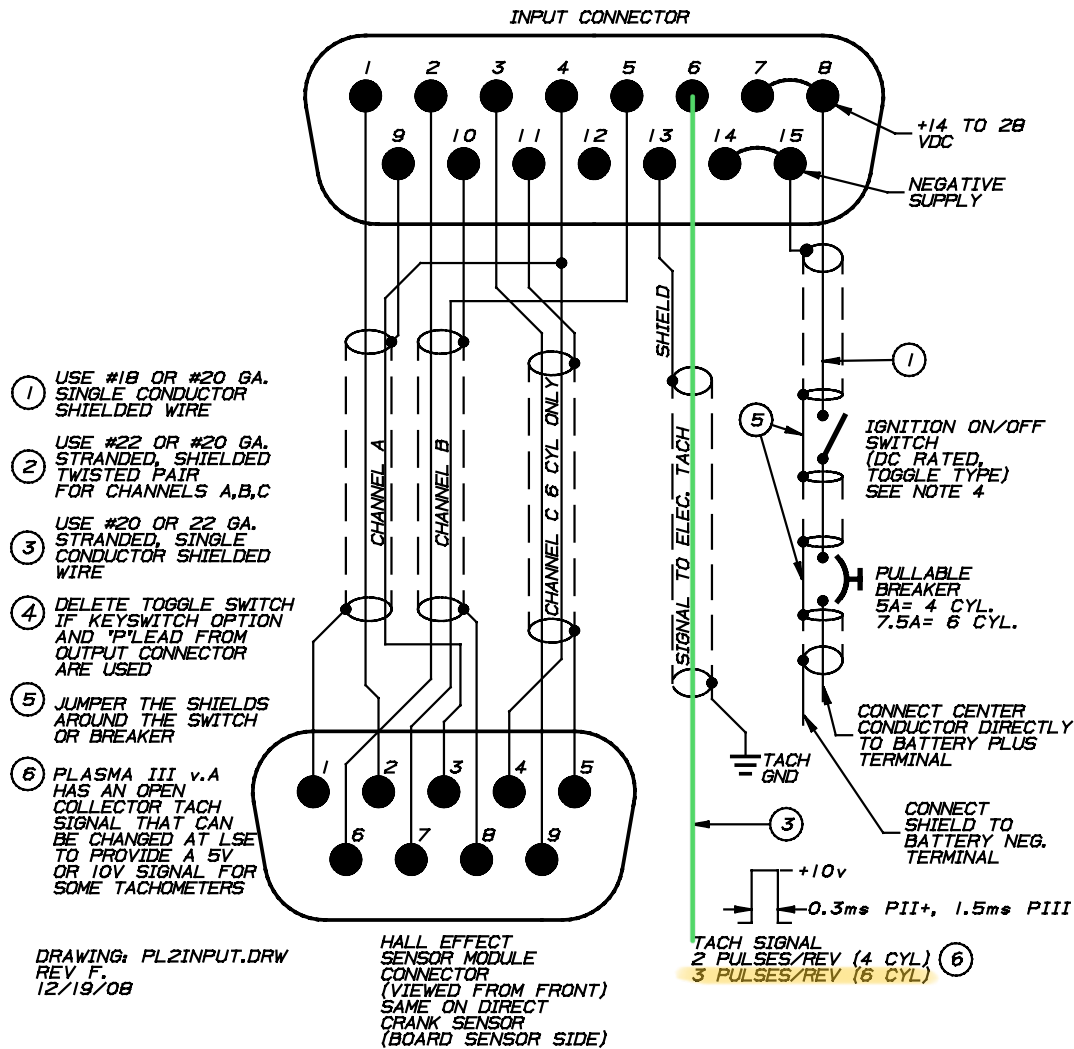 INPUT CONNECTOR
1 2 3 4 5 6 7 8
9 10 11 12 13 14 15
+14 TO 28
VDC
NEGATIVE
SUPPLY
SHIELD
1
5
IGNITION ON/OFF
SWITCH
(DC RATED,
TOGGLE TYPE)
SEE NOTE 4
PULLABLE
BREAKER
5A= 4 CYL.
7.5A= 6 CYL.
CHANNEL A
CHANNEL B
CHANNEL C 6 CYL ONLY
SIGNAL TO ELEC. TACH
1 USE #18 OR #20 GA.
SINGLE CONDUCTOR
SHIELDED WIRE
2 USE #22 OR #20 GA.
STRANDED, SHIELDED
TWISTED PAIR
FOR CHANNELS A,B,C
3 USE #20 OR 22 GA.
STRANDED, SINGLE
CONDUCTOR SHIELDED
WIRE
4 DELETE TOGGLE SWITCH
IF KEYSWITCH OPTION
AND "P"LEAD FROM
OUTPUT CONNECTOR
ARE USED
5 JUMPER THE SHIELDS
AROUND THE SWITCH
OR BREAKER
6 PLASMA III v.A
HAS AN OPEN
COLLECTOR TACH
SIGNAL THAT CAN
BE CHANGED AT LSE
TO PROVIDE A 5V
OR 10V SIGNAL FOR
SOME TACHOMETERS
1 2 3 4 5
6 7 8 9
TACH
GND
CONNECT CENTER
CONDUCTOR DIRECTLY
TO BATTERY PLUS
TERMINAL
CONNECT
SHIELD TO
BATTERY NEG.
TERMINAL
3
+10v
0.3ms PII+, 1.5ms PIII
TACH SIGNAL
2 PULSES/REV (4 CYL) 6
3 PULSES/REV (6 CYL)
DRAWING: PL2INPUT.DRW
REV F.
12/19/08
HALL EFFECT
SENSOR MODULE
CONNECTOR
(VIEWED FROM FRONT)
SAME ON DIRECT
CRANK SENSOR
(BOARD SENSOR SIDE)